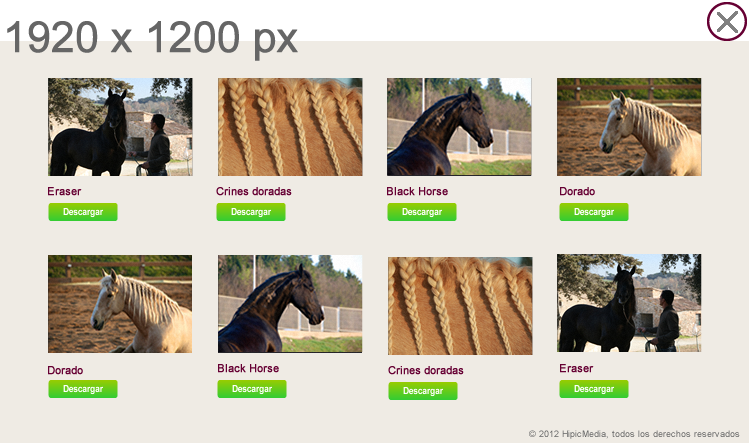 1920 x 1200 px
Eraser
Crines doradas
Black Horse
Dorado
Descargar
Descargar
Descargar
Descargar
Dorado
Black Horse
Crines doradas
Eraser
Descargar
Descargar
Descargar
Descargar
© 2012 HipicMedia, todos los derechos reservados